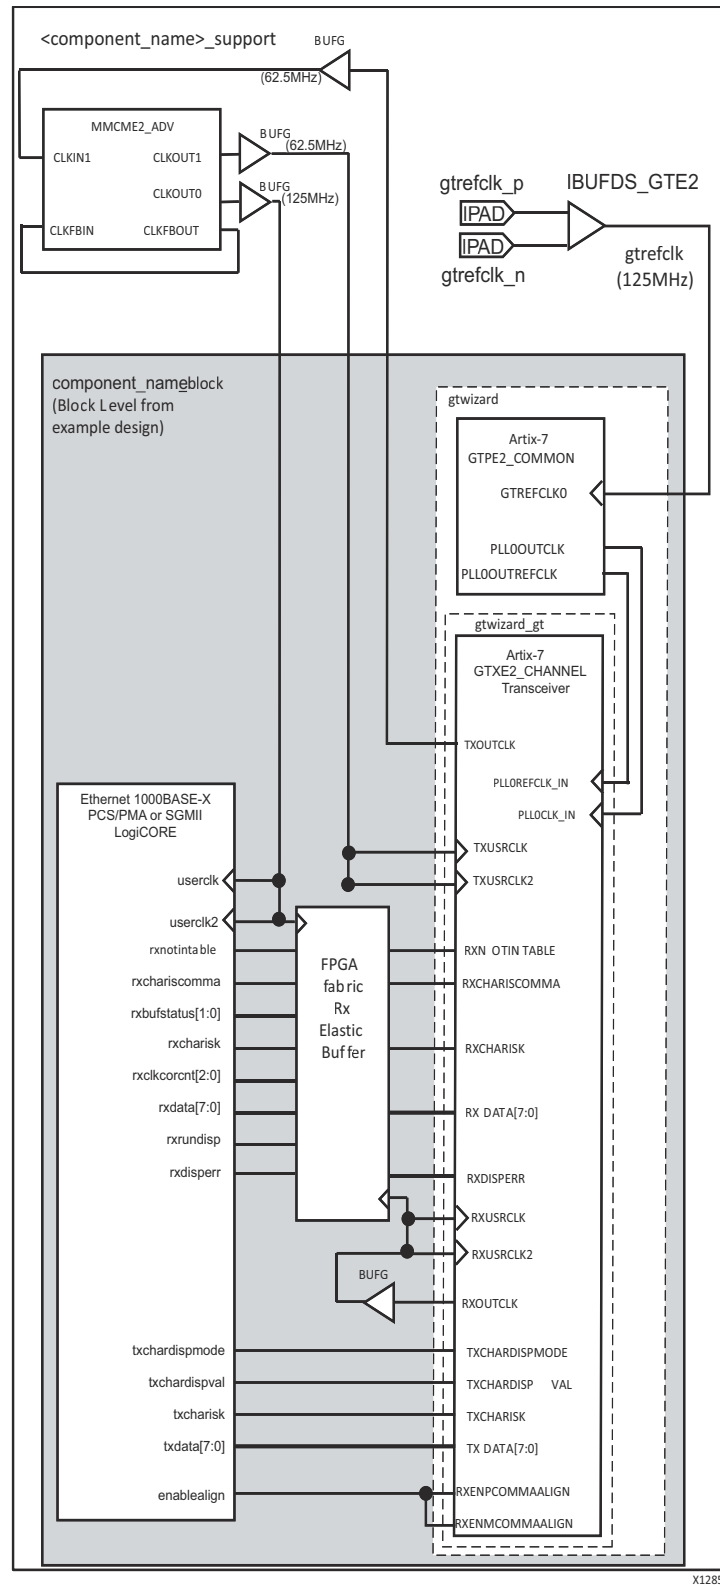 <component_name>_support
BUFG
(62.5MHz)
MMCME2_ADV
CLKIN1
CLKOUT1
BUFG
(62.5MHz)
CLKOUT0
BUFG
(125MHz)
CLKFBIN
CLKFBOUT
gtrefclk_p
IBUFDS_GTE2
IPAD
IPAD
gtrefclk_n
gtrefclk
(125MHz)
component_name_block
(Block Level from
example design)
gtwizard
Artix-7
GTPE2_COMMON
GTREFCLK0
PLL0OUTCLK
PLL0OUTREFCLK
gtwizard_gt
Artix-7
GTXE2_CHANNEL
Transceiver
TXOUTCLK
PLL0REFCLK_IN
PLL0CLK_IN
TXUSRCLK
TXUSRCLK2
Ethernet 1000BASE-X
PCS/PMA or SGMII
LogiCORE
userclk
userclk2
rxnotintable
rxchariscomma
rxbufstatus[1:0]
rxcharisk
rxclkcorcnt[2:0]
rxdata[7:0]
rxrundisp
rxdisperr
FPGA
fabric
Rx
Elastic
Buffer
RXN OTIN TABLE
RXCHARISCOMMA
RXCHARISK
RX DATA[7:0]
RXDISPERR
RXUSRCLK
RXUSRCLK2
BUFG
RXOUTCLK
txchardispmode
txchardispval
txcharisk
txdata[7:0]
enablealign
TXCHARDISPMODE
TXCHARDISP VAL
TXCHARISK
TX DATA[7:0]
RXENPCOMMAALIGN
RXENMCOMMAALIGN
X1285